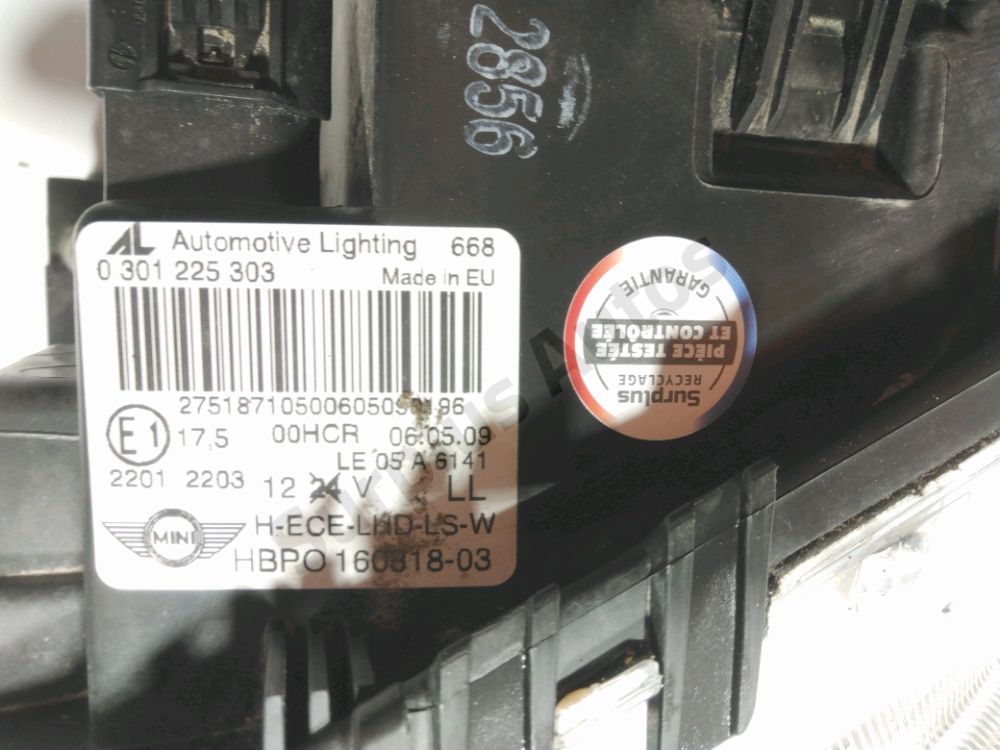 2856
AL Automotive Lighting 668
0 301 225 303 Made in EU
E1 17,5 00HCR 06.05.09
LE 05 A 6141
2201 2203 12 24 V LL
MINI H-ECE-LHD-LS-W
HBPO 160818-03
GARANTIE
PIÈCE TESTÉE
ET CONTRÔLÉE
Surplus
RECYCLAGE